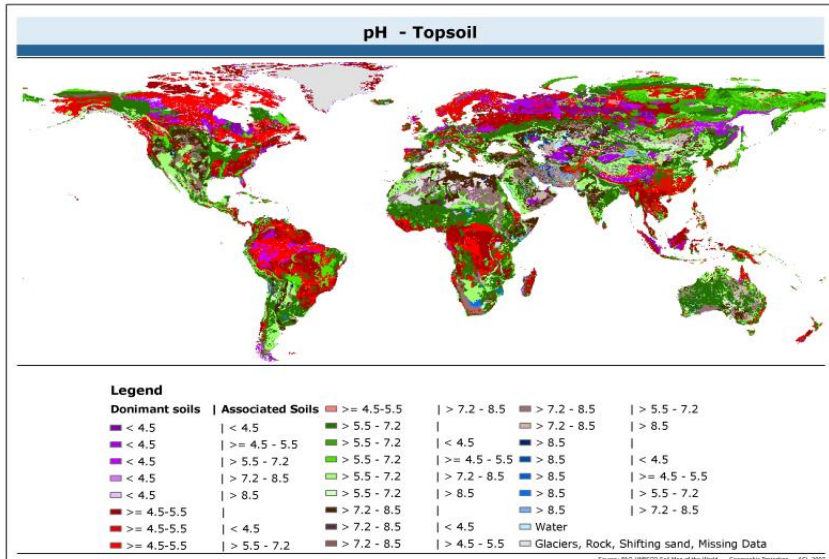 pH - Topsoil
Legend
Donimant soils | Associated Soils
< 4.5 | < 4.5
< 4.5 | >= 4.5 - 5.5
< 4.5 | > 5.5 - 7.2
< 4.5 | > 7.2 - 8.5
< 4.5 | > 8.5
>= 4.5-5.5 |
>= 4.5-5.5 | < 4.5
>= 4.5-5.5 | > 5.5 - 7.2
>= 4.5-5.5 | > 7.2 - 8.5
> 5.5 - 7.2 |
> 5.5 - 7.2 | < 4.5
> 5.5 - 7.2 | >= 4.5 - 5.5
> 5.5 - 7.2 | > 7.2 - 8.5
> 5.5 - 7.2 | > 8.5
> 7.2 - 8.5 |
> 7.2 - 8.5 | < 4.5
> 7.2 - 8.5 | > 4.5 - 5.5
> 7.2 - 8.5 | > 5.5 - 7.2
> 7.2 - 8.5 | > 8.5
> 8.5 |
> 8.5 | < 4.5
> 8.5 | >= 4.5 - 5.5
> 8.5 | > 5.5 - 7.2
> 8.5 | > 7.2 - 8.5
Water
Glaciers, Rock, Shifting sand, Missing Data